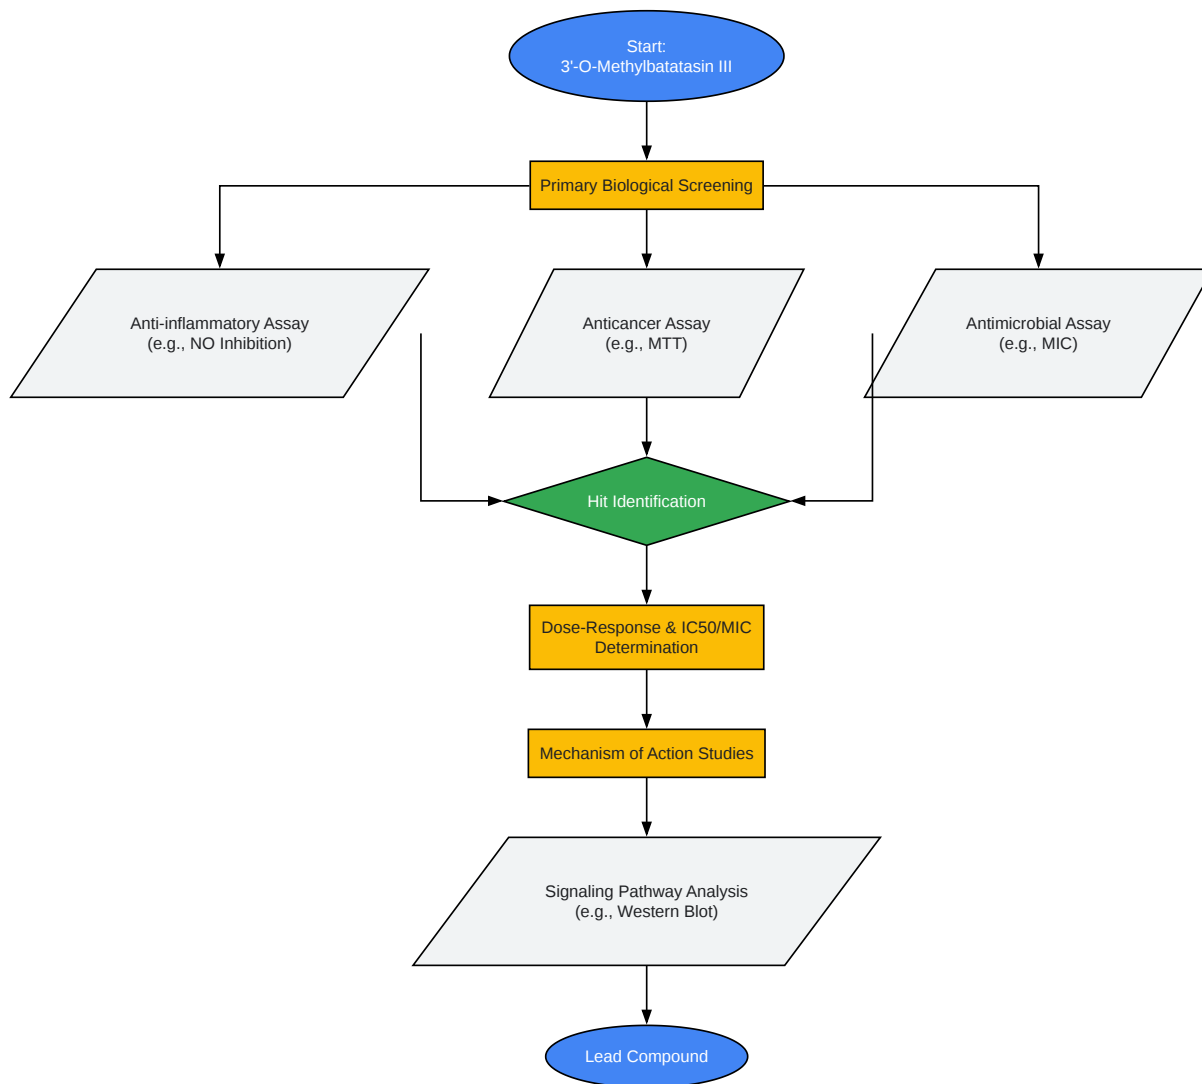 Start:
3'-O-Methylbatatasin III
Primary Biological Screening
Anti-inflammatory Assay
(e.g., NO Inhibition)
Anticancer Assay
(e.g., MTT)
Antimicrobial Assay
(e.g., MIC)
Hit Identification
Dose-Response & IC50/MIC
Determination
Mechanism of Action Studies
Signaling Pathway Analysis
(e.g., Western Blot)
Lead Compound